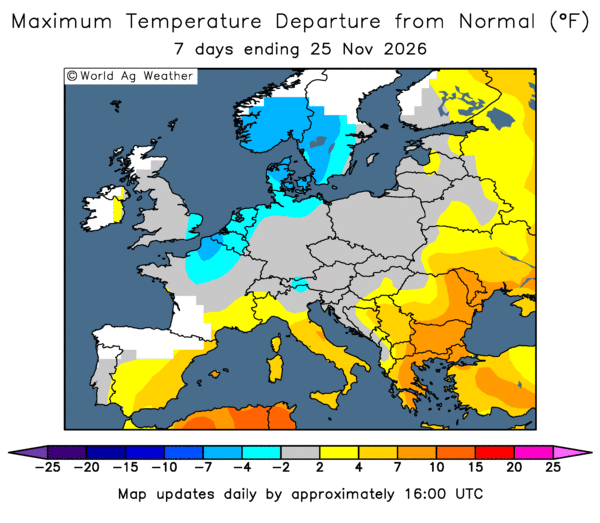 Maximum Temperature Departure from Normal (°F)
7 days ending 25 Nov 2026
© World Ag Weather
-25 -20 -15 -10 -7 -4 -2 2 4 7 10 15 20 25
Map updates daily by approximately 16:00 UTC